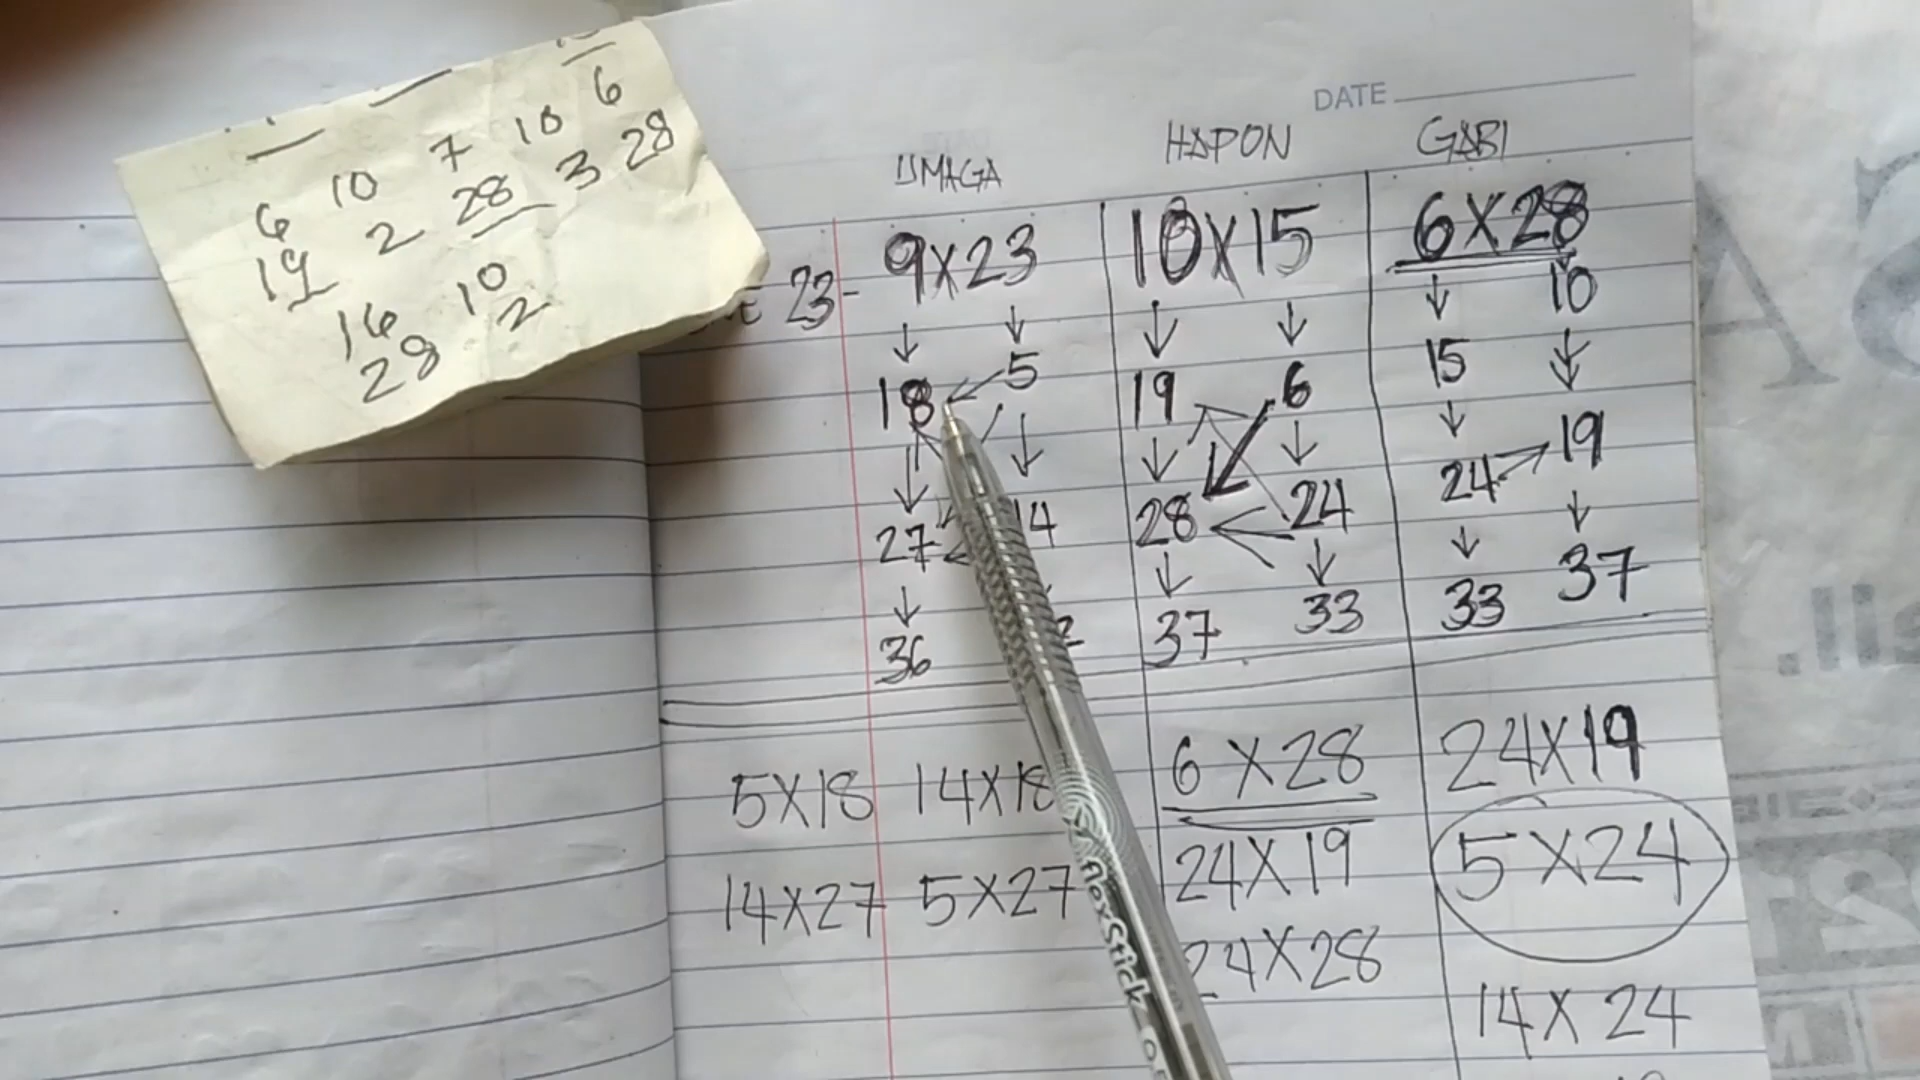 6
6 10 7 10
19 2 28 3 28
16 10
28 2
DATE
UMAGA HAPON GABI
23- 9X23 10X15 6X28
10
18 5 19 6 15
27 14 28 24 24 19
36 37 33 33 37
5X18 14X18 6X28 24X19
14X27 5X27 24X19 5X24
24X28 14X24
flexstick